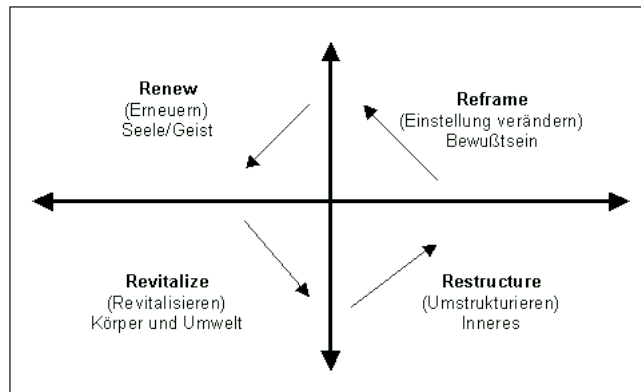 Renew
(Erneuern)
Seele/Geist
Reframe
(Einstellung verändern)
Bewußtsein
Revitalize
(Revitalisieren)
Körper und Umwelt
Restructure
(Umstrukturieren)
Inneres